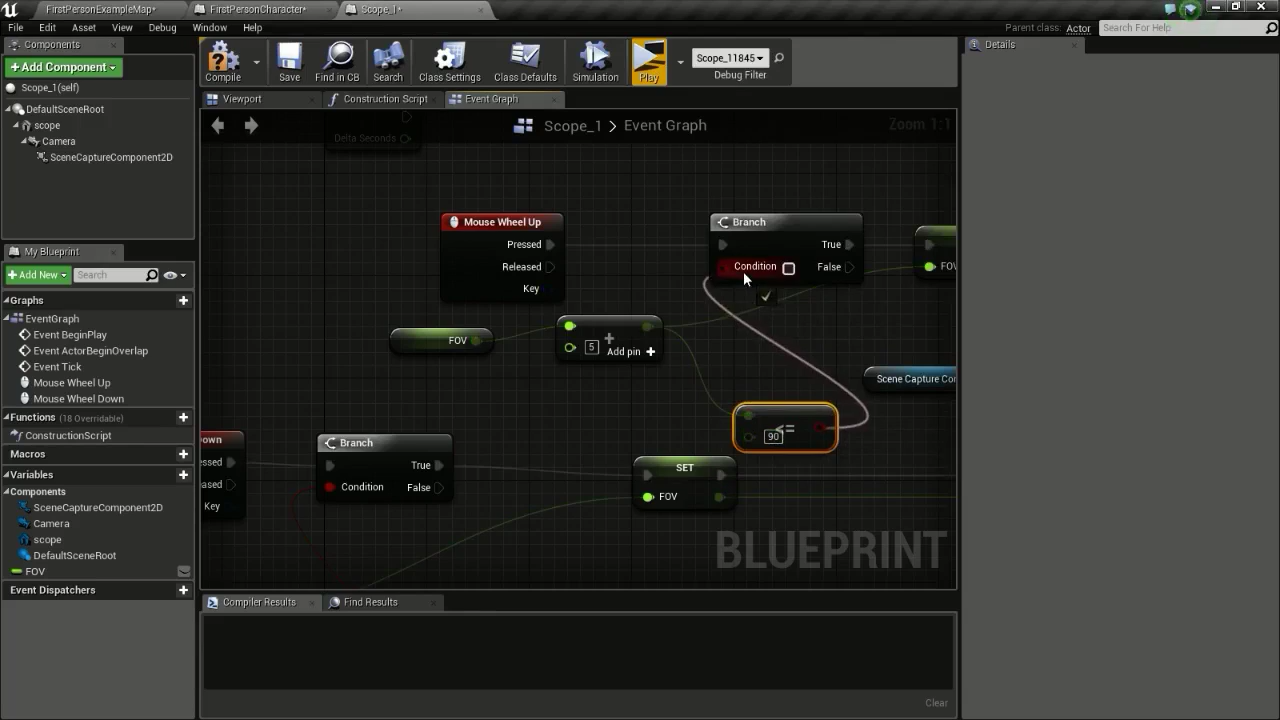 FirstPersonExampleMap*
FirstPersonCharacter*
Scope_1*
File Edit Asset View Debug Window Help
Parent class: Actor
Search For Help
Components
+ Add Component
Scope_1(self)
DefaultSceneRoot
scope
Camera
SceneCaptureComponent2D
Compile
Save
Find in CB
Search
Class Settings
Class Defaults
Simulation
Play
Scope_11845
Debug Filter
Details
Viewport
Construction Script
Event Graph
Scope_1 > Event Graph
Zoom 1:1
Delta Seconds
Mouse Wheel Up
Pressed
Released
Key
Branch
True
Condition
False
FOV
FOV
5
+
Add pin +
Scene Capture Con
<=
90
Down
ssed
ased
Key
Branch
True
Condition
False
SET
FOV
BLUEPRINT
My Blueprint
+ Add New
Search
Graphs
EventGraph
Event BeginPlay
Event ActorBeginOverlap
Event Tick
Mouse Wheel Up
Mouse Wheel Down
Functions (18 Overridable)
ConstructionScript
Macros
Variables
Components
SceneCaptureComponent2D
Camera
scope
DefaultSceneRoot
FOV
Event Dispatchers
Compiler Results
Find Results
Clear